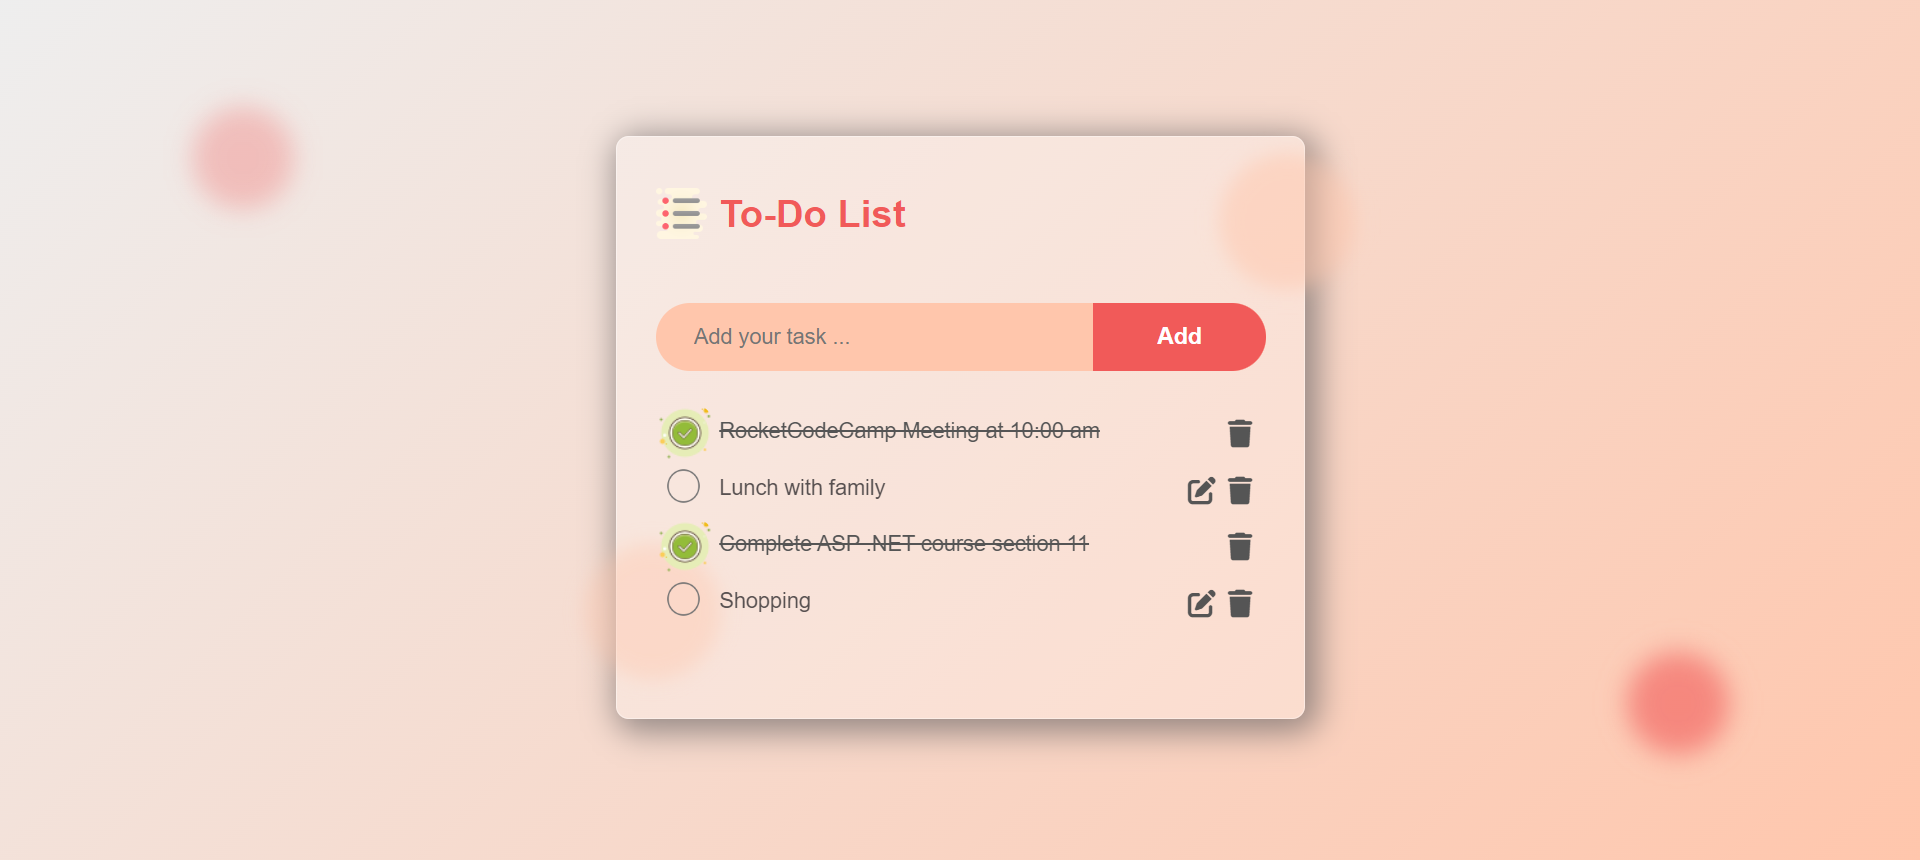 To-Do List
Add your task ...
Add
RocketCodeCamp Meeting at 10:00 am
Lunch with family
Complete ASP .NET course section 11
Shopping